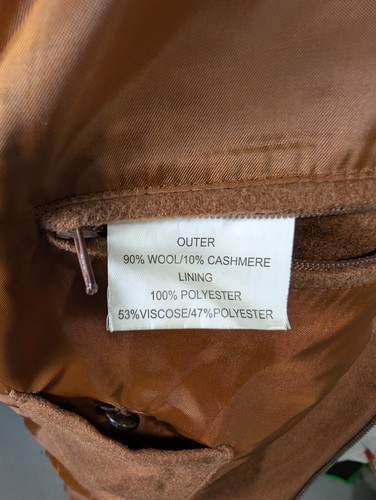 OUTER
90% WOOL/10% CASHMERE
LINING
100% POLYESTER
53%VISCOSE/47%POLYESTER